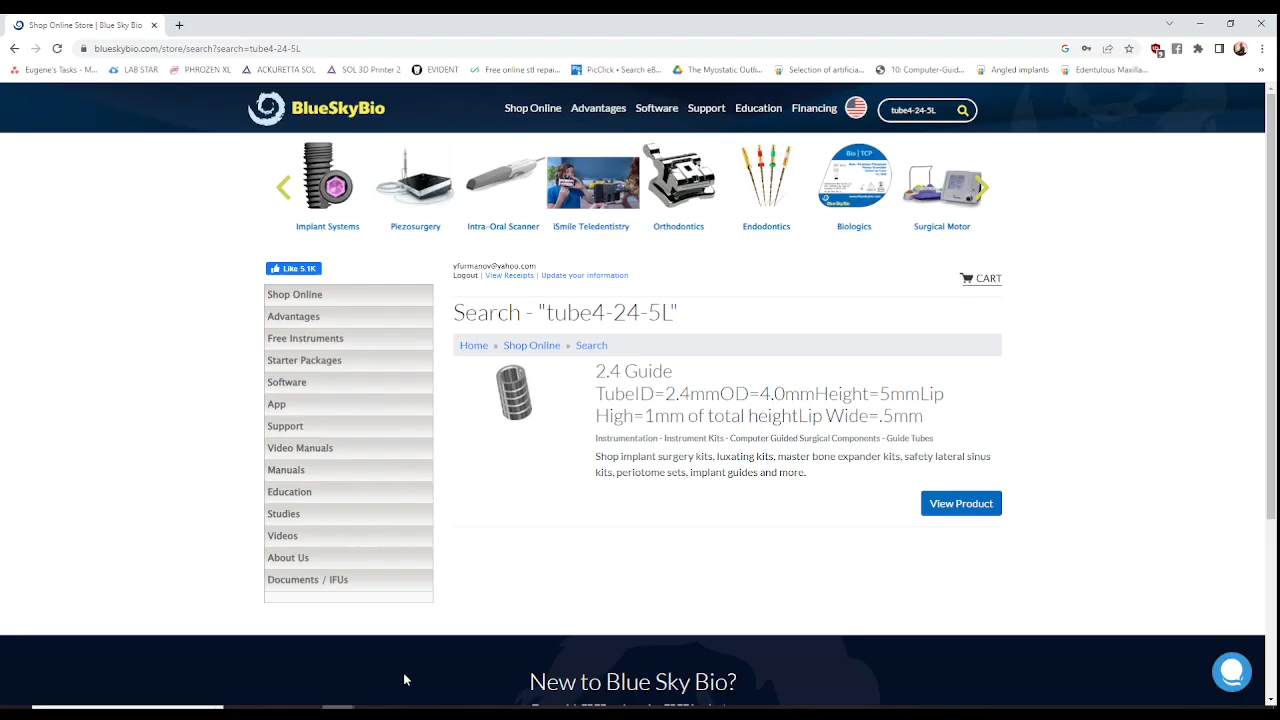 Shop Online Store | Blue Sky Bio
blueskybio.com/store/search?search=tube4-24-5L
Eugene's Tasks - M... LAB STAR PHROZEN XL ACKURETTA SOL SOL 3D Printer 2 EVIDENT Free online stl repai... PicClick • Search eB... The Myostatic Outli... Selection of artificia... 10: Computer-Guid... Angled implants Edentulous Maxilla... »
BlueSkyBio Shop Online Advantages Software Support Education Financing tube4-24-5L
Bio | TCP
BlueSkyBio
Implant Systems Piezosurgery Intra-Oral Scanner iSmile Teledentistry Orthodontics Endodontics Biologics Surgical Motor
Like 5.1K
yfurmanov@yahoo.com
Logout | View Receipts | Update your information
CART
Shop Online
Advantages
Free Instruments
Starter Packages
Software
App
Support
Video Manuals
Manuals
Education
Studies
Videos
About Us
Documents / IFUs
Search - "tube4-24-5L"
Home » Shop Online » Search
2.4 Guide
TubeID=2.4mmOD=4.0mmHeight=5mmLip
High=1mm of total heightLip Wide=.5mm
Instrumentation - Instrument Kits - Computer Guided Surgical Components - Guide Tubes
Shop implant surgery kits, luxating kits, master bone expander kits, safety lateral sinus
kits, periotome sets, implant guides and more.
View Product
New to Blue Sky Bio?